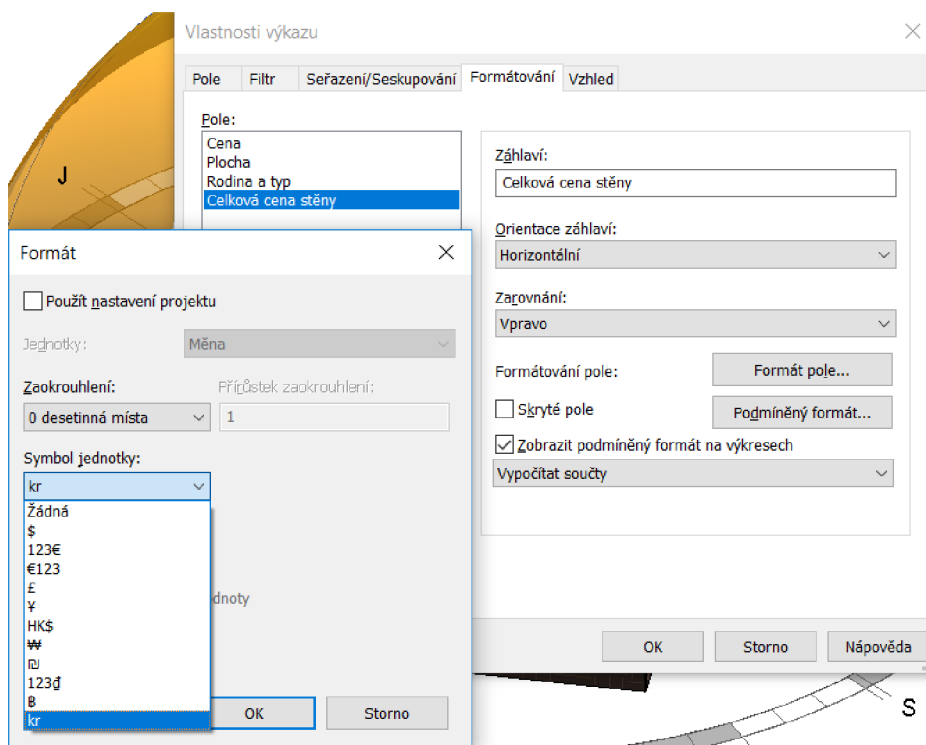 Vlastnosti výkazu
Pole
Filtr
Seřazení/Seskupování
Formátování
Vzhled
Pole:
Cena
Plocha
Rodina a typ
Celková cena stěny
Záhlaví:
Celková cena stěny
Orientace záhlaví:
Horizontální
Zarovnání:
Vpravo
Formátování pole:
Formát pole...
Skryté pole
Podmíněný formát...
Zobrazit podmíněný formát na výkresech
Vypočítat součty
OK
Storno
Nápověda
J
Formát
Použít nastavení projektu
Jednotky:
Měna
Zaokrouhlení:
Přírůstek zaokrouhlení:
0 desetinná místa
1
Symbol jednotky:
kr
Žádná
$
123€
€123
£
¥
HK$
₩
₪
123₫
฿
kr
dnoty
OK
Storno
S